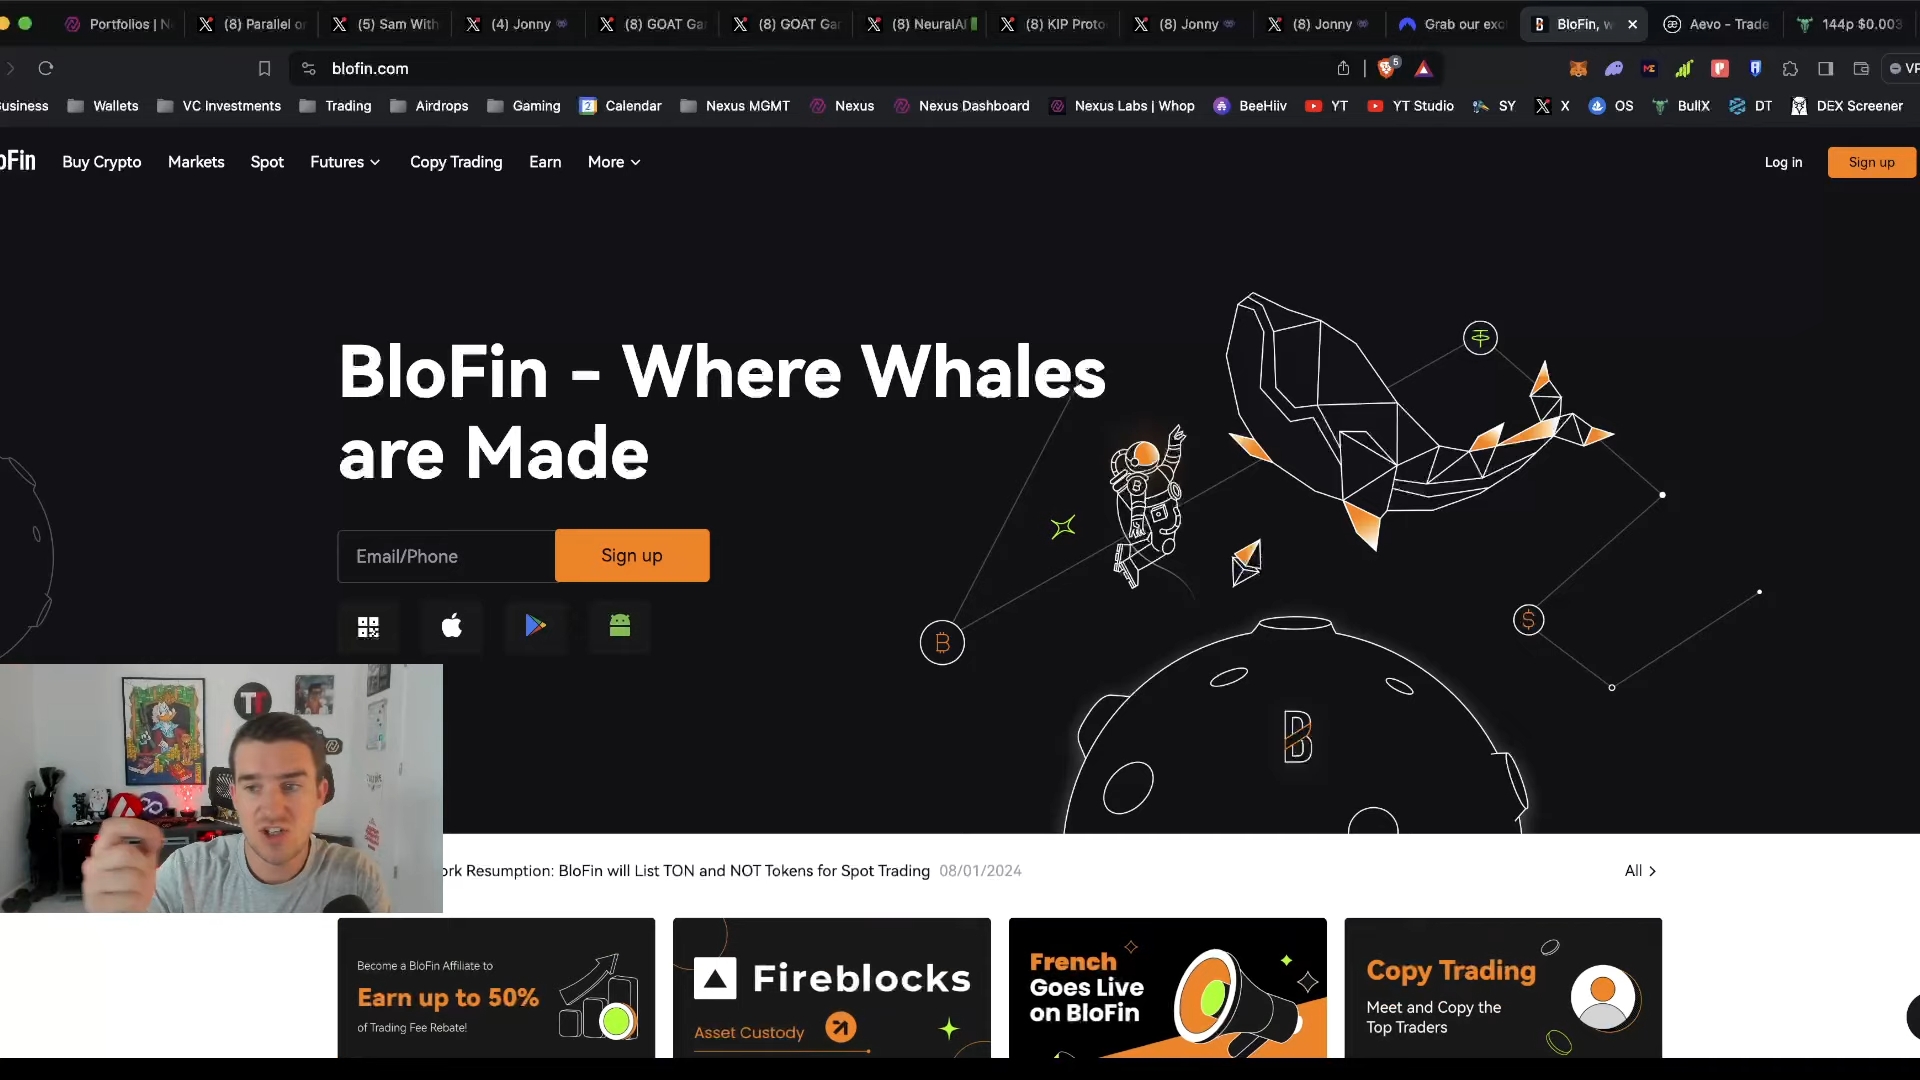 Portfolios | N
(8) Parallel on
(5) Sam With
(4) Jonny
(8) GOAT Ga
(8) GOAT Ga
(8) NeuralAI
(8) KIP Proto
(8) Jonny
(8) Jonny
Grab our exc
BloFin, w
Aevo - Trade
144p $0.003
blofin.com
5
VP
usiness
Wallets
VC Investments
Trading
Airdrops
Gaming
Calendar
Nexus MGMT
Nexus
Nexus Dashboard
Nexus Labs | Whop
BeeHiiv
YT
YT Studio
SY
X
OS
BullX
DT
DEX Screener
oFin
Buy Crypto
Markets
Spot
Futures
Copy Trading
Earn
More
Log in
Sign up
BloFin - Where Whales
are Made
Email/Phone
Sign up
ork Resumption: BloFin will List TON and NOT Tokens for Spot Trading 08/01/2024
All
Become a BloFin Affiliate to
Earn up to 50%
of Trading Fee Rebate!
Fireblocks
Asset Custody
French
Goes Live
on BloFin
Copy Trading
Meet and Copy the
Top Traders